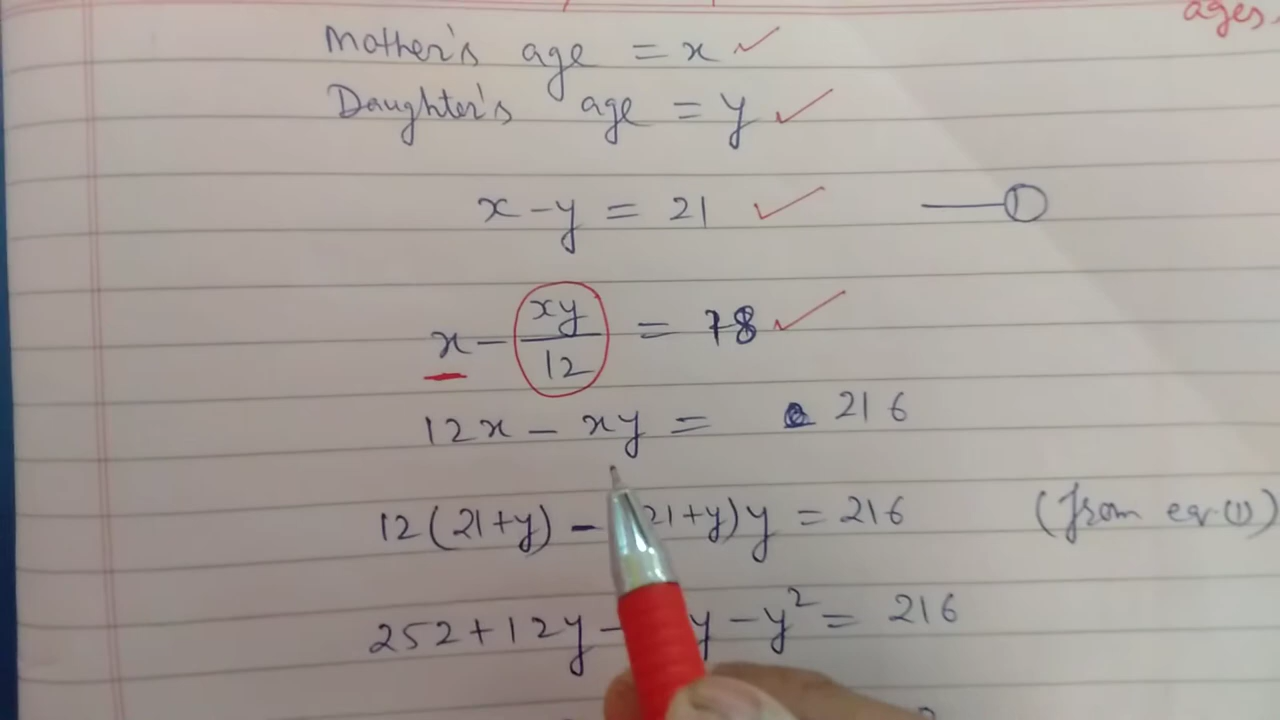 ages.
Mother's age = x ✓
Daughter's age = y ✓
x - y = 21 ✓ —①
x - xy/12 = 18 ✓
12x - xy = 216
12(21+y) - 21+y)y = 216 (from eq.(1))
252 + 12y - y - y² = 216